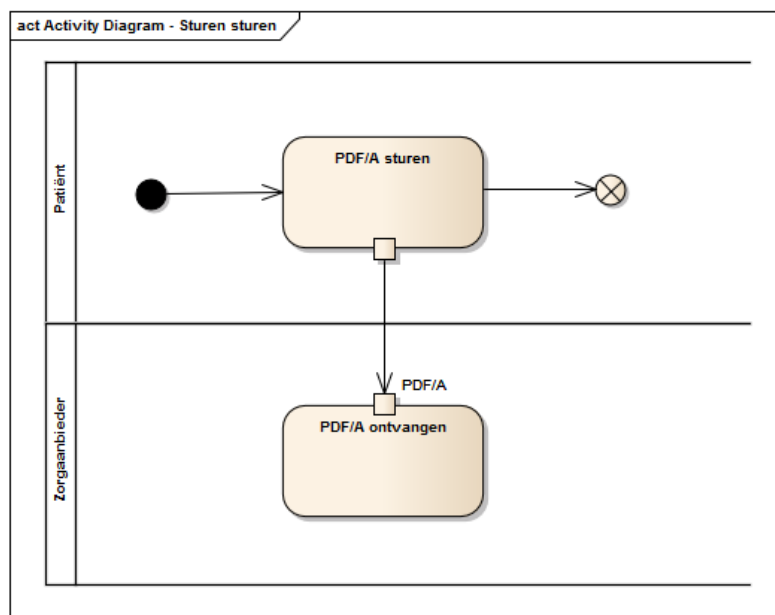 act Activity Diagram - Sturen sturen
Patiënt
PDF/A sturen
Zorgaanbieder
PDF/A
PDF/A ontvangen